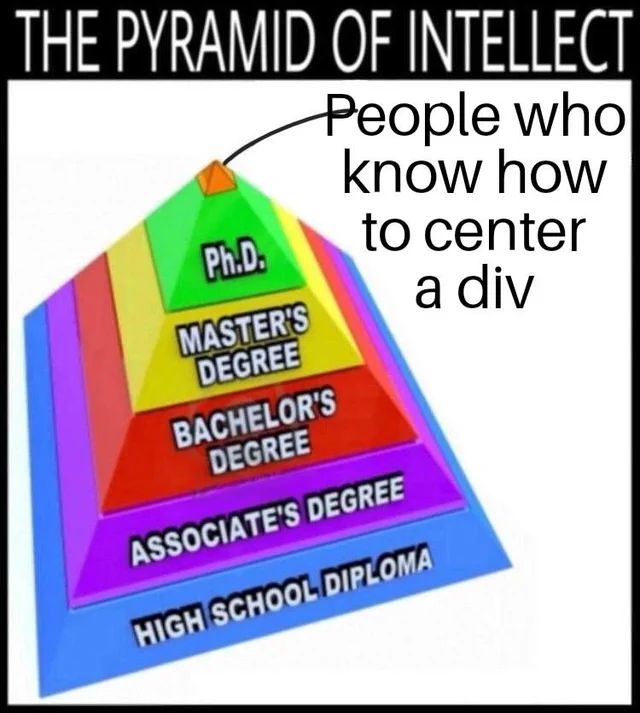 THE PYRAMID OF INTELLECT
People who
know how
to center
a div
Ph.D.
MASTER'S
DEGREE
BACHELOR'S
DEGREE
ASSOCIATE'S DEGREE
HIGH SCHOOL DIPLOMA